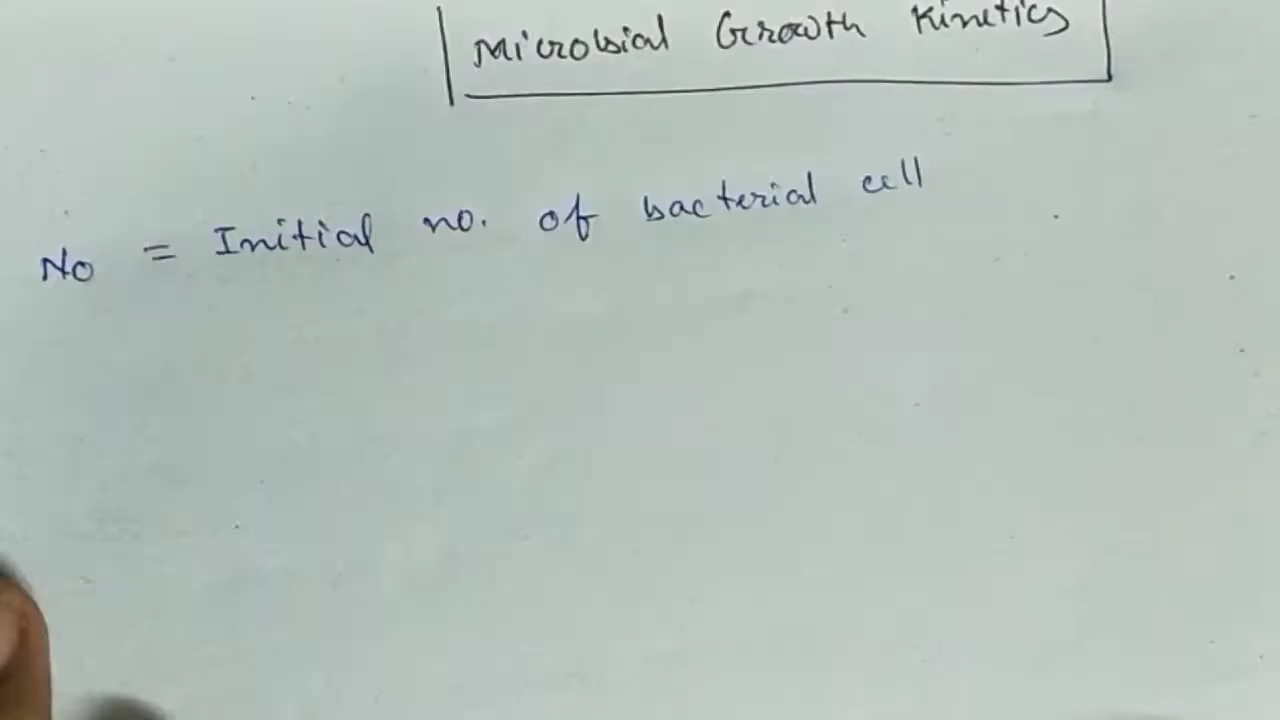 Microbial Growth Kinetics
No = Initial no. of bacterial cell